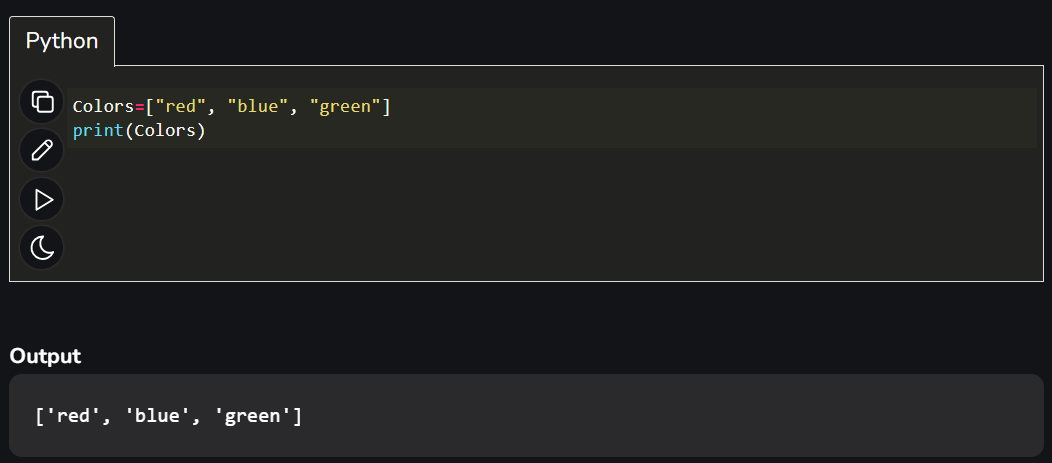 Python
Colors=["red", "blue", "green"]
print(Colors)
Output
['red', 'blue', 'green']